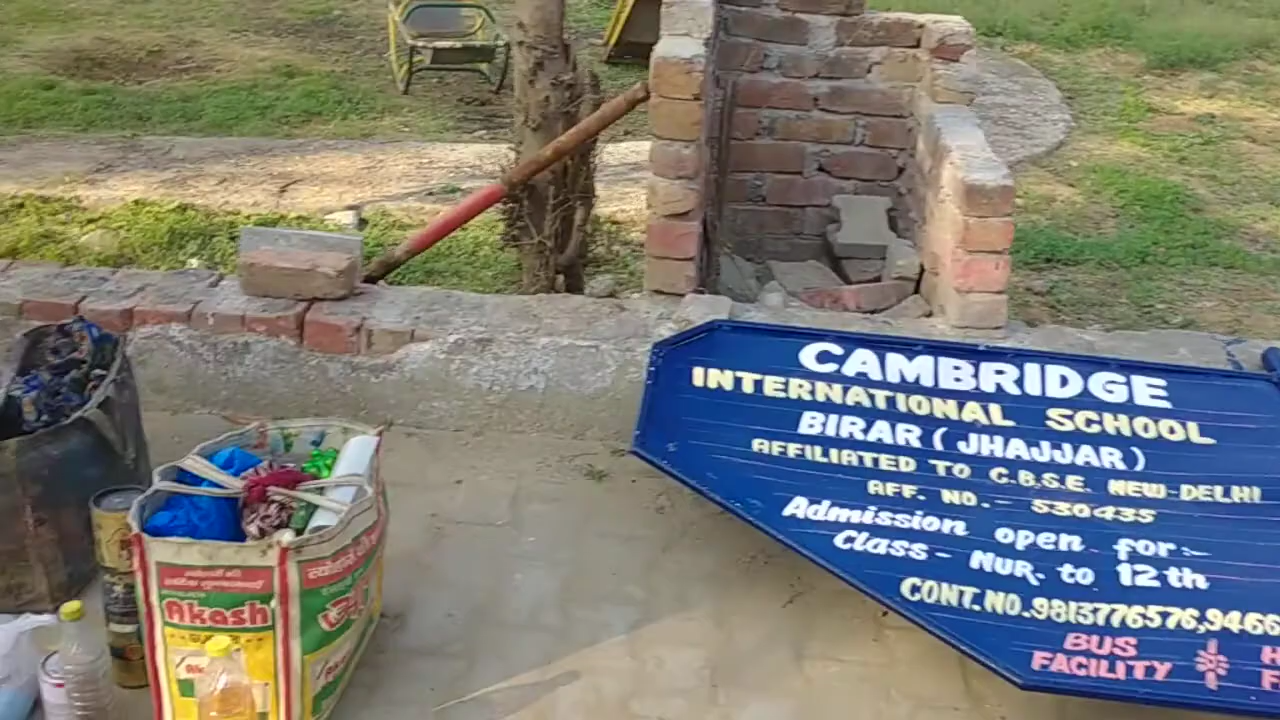 CAMBRIDGE
INTERNATIONAL SCHOOL
BIRAR (JHAJJAR)
AFFILIATED TO C.B.S.E. NEW-DELHI
AFF. NO.- 530435
Admission open for:-
Class- NUR. to 12th
CONT.NO.9813776576,9466
BUS
FACILITY
Akash